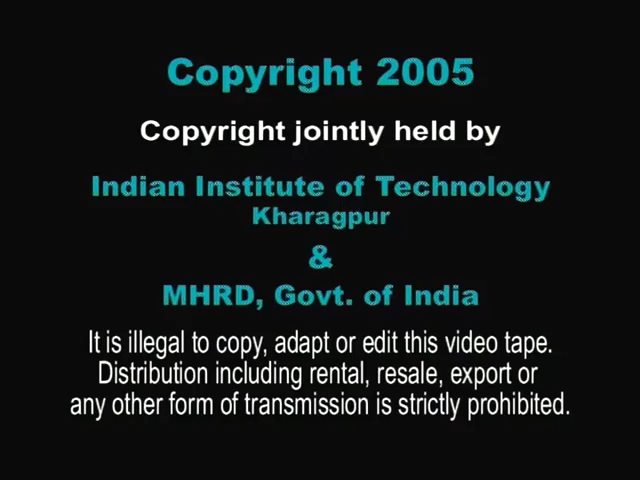 Copyright 2005
Copyright jointly held by
Indian Institute of Technology
Kharagpur
&
MHRD, Govt. of India
It is illegal to copy, adapt or edit this video tape.
Distribution including rental, resale, export or
any other form of transmission is strictly prohibited.